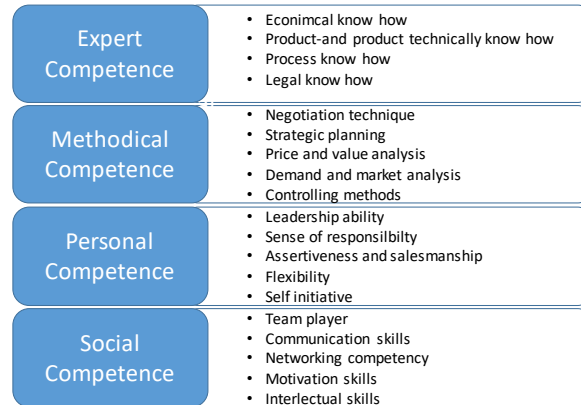 Expert
Competence
• Econimcal know how
• Product-and product technically know how
• Process know how
• Legal know how
Methodical
Competence
• Negotiation technique
• Strategic planning
• Price and value analysis
• Demand and market analysis
• Controlling methods
Personal
Competence
• Leadership ability
• Sense of responsilbilty
• Assertiveness and salesmanship
• Flexibility
• Self initiative
Social
Competence
• Team player
• Communication skills
• Networking competency
• Motivation skills
• Interlectual skills